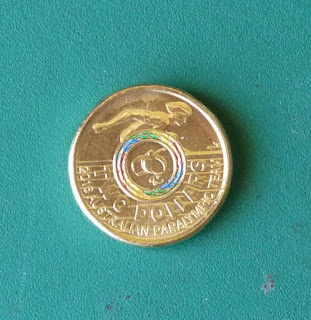 TWO DOLLARS
2016 AUSTRALIAN PARALYMPIC TEAM